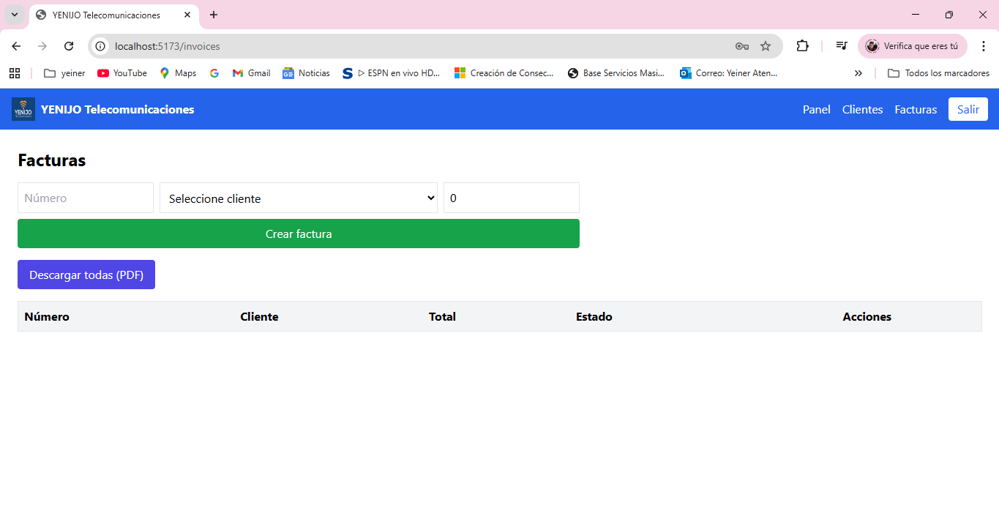 YENIJO Telecomunicaciones
localhost:5173/invoices
Verifica que eres tú
yeiner
YouTube
Maps
Gmail
Noticias
ESPN en vivo HD...
Creación de Consec...
Base Servicios Masi...
Correo: Yeiner Aten...
Todos los marcadores
YENIJO
YENIJO Telecomunicaciones
Panel
Clientes
Facturas
Salir
Facturas
Número
Seleccione cliente
0
Crear factura
Descargar todas (PDF)
Número Cliente Total Estado Acciones